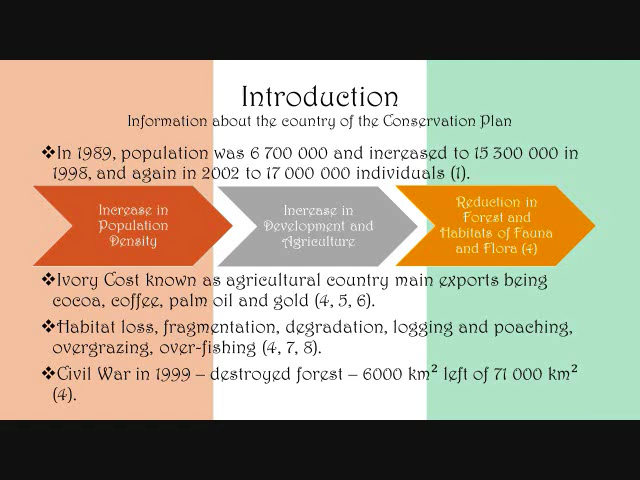 Introduction
Information about the country of the Conservation Plan
❖In 1989, population was 6 700 000 and increased to 15 300 000 in
1998, and again in 2002 to 17 000 000 individuals (1).
Increase in
Population
Density
Increase in
Development and
Agriculture
Reduction in
Forest and
Habitats of Fauna
and Flora (4)
❖Ivory Cost known as agricultural country main exports being
cocoa, coffee, palm oil and gold (4, 5, 6).
❖Habitat loss, fragmentation, degradation, logging and poaching,
overgrazing, over-fishing (4, 7, 8).
❖Civil War in 1999 – destroyed forest – 6000 km² left of 71 000 km²
(4).